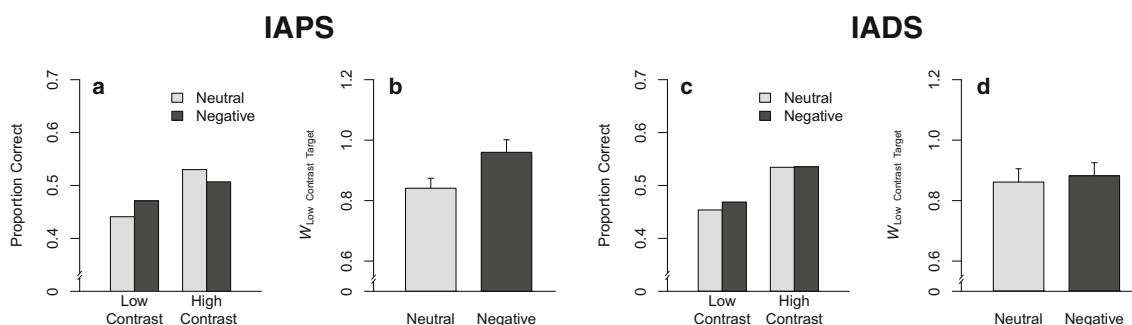 IAPS
IADS
a
Neutral
Negative
Proportion Correct
0.7
0.6
0.5
0.4
0
Low
Contrast
High
Contrast
b
W Low Contrast Target
1.2
1.0
0.8
0.6
0
Neutral
Negative
c
Neutral
Negative
Proportion Correct
0.7
0.6
0.5
0.4
0
Low
Contrast
High
Contrast
d
W Low Contrast Target
1.2
1.0
0.8
0.6
0
Neutral
Negative